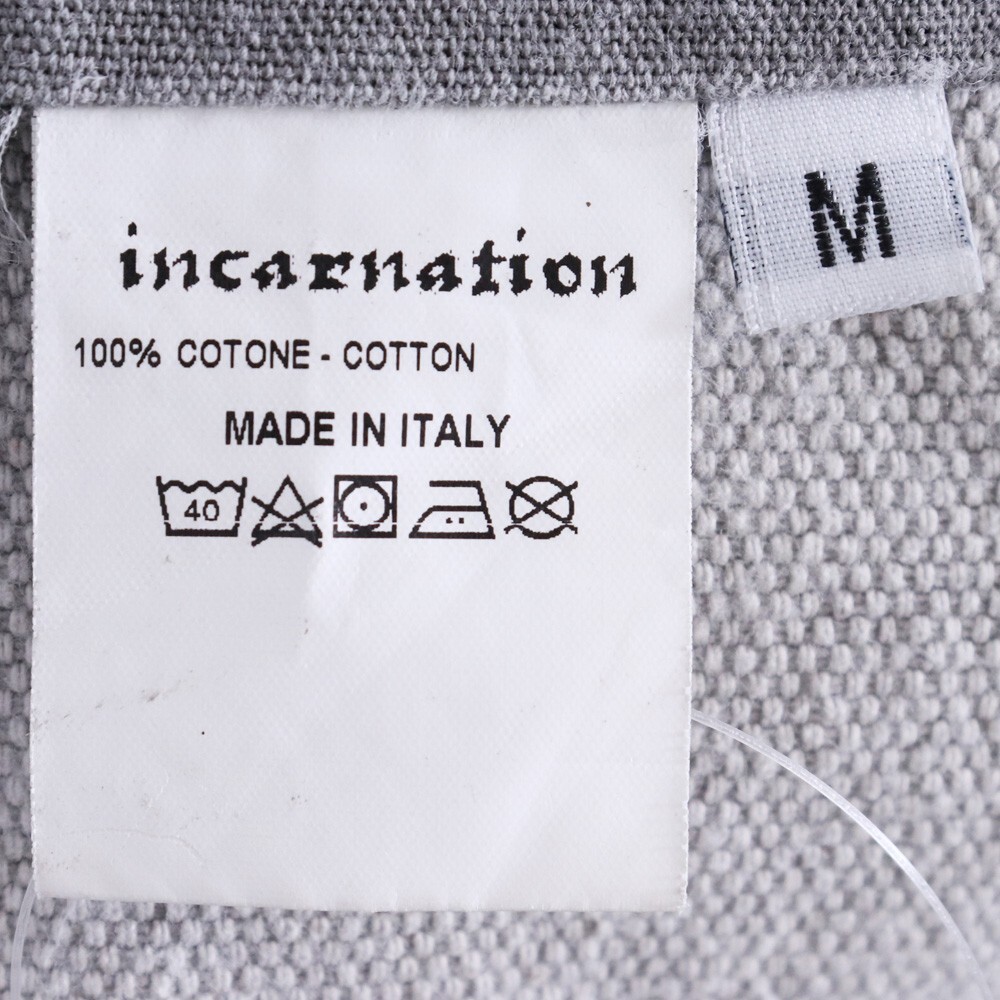 incarnation
100% COTONE - COTTON
MADE IN ITALY
40
M